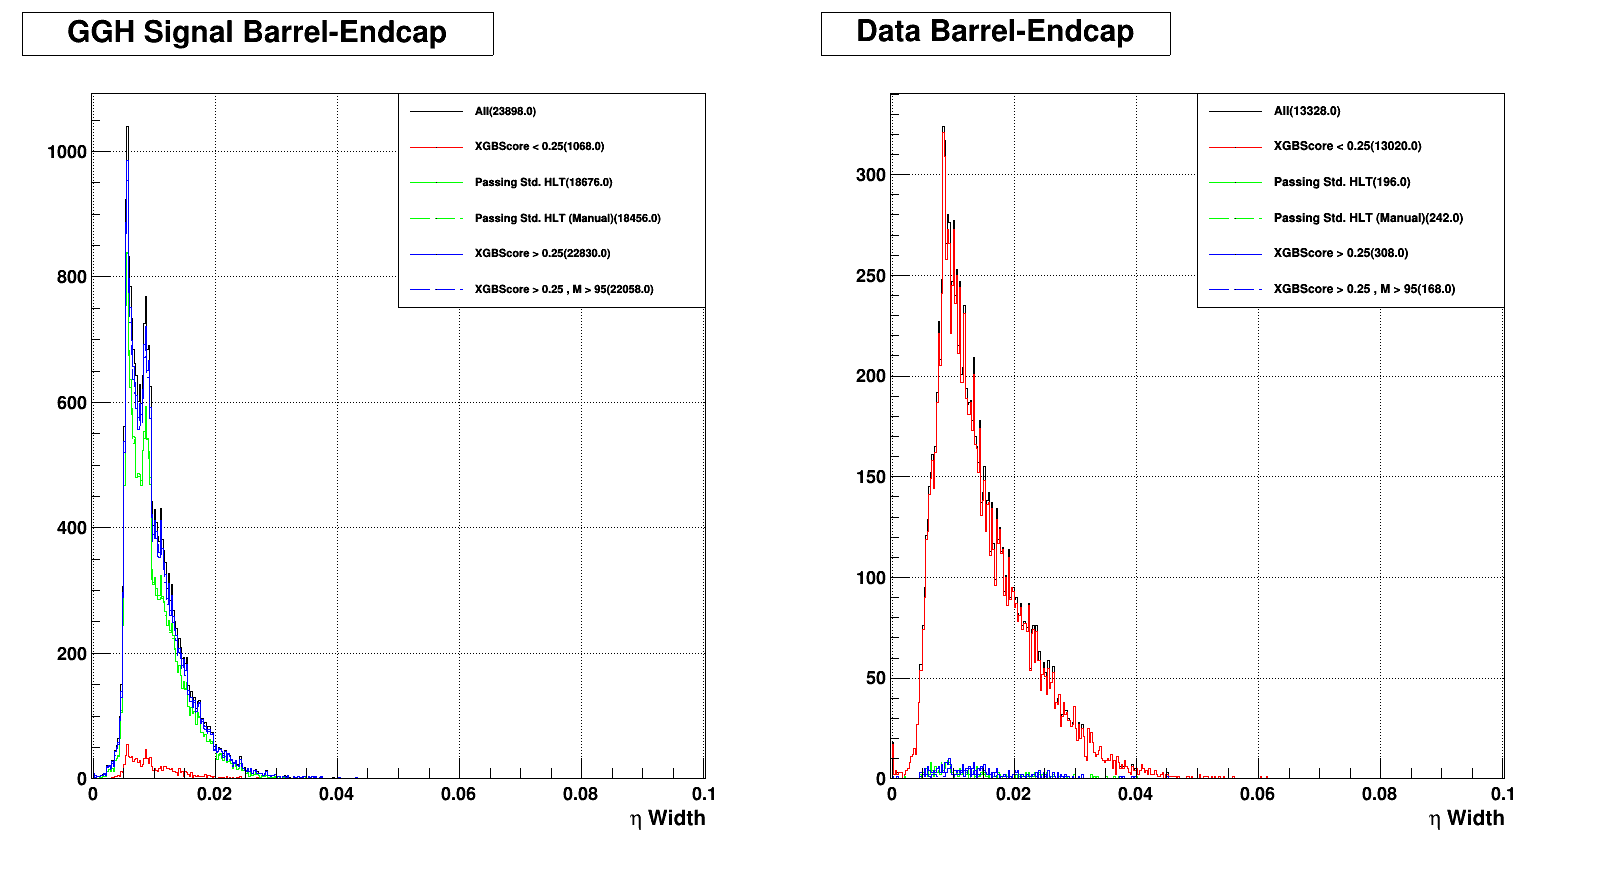 GGH Signal Barrel-Endcap
All(23898.0)
XGBScore < 0.25(1068.0)
Passing Std. HLT(18676.0)
Passing Std. HLT (Manual)(18456.0)
XGBScore > 0.25(22830.0)
XGBScore > 0.25 , M > 95(22058.0)
1000
800
600
400
200
0
0 0.02 0.04 0.06 0.08 0.1
η Width
Data Barrel-Endcap
All(13328.0)
XGBScore < 0.25(13020.0)
Passing Std. HLT(196.0)
Passing Std. HLT (Manual)(242.0)
XGBScore > 0.25(308.0)
XGBScore > 0.25 , M > 95(168.0)
300
250
200
150
100
50
0
0 0.02 0.04 0.06 0.08 0.1
η Width